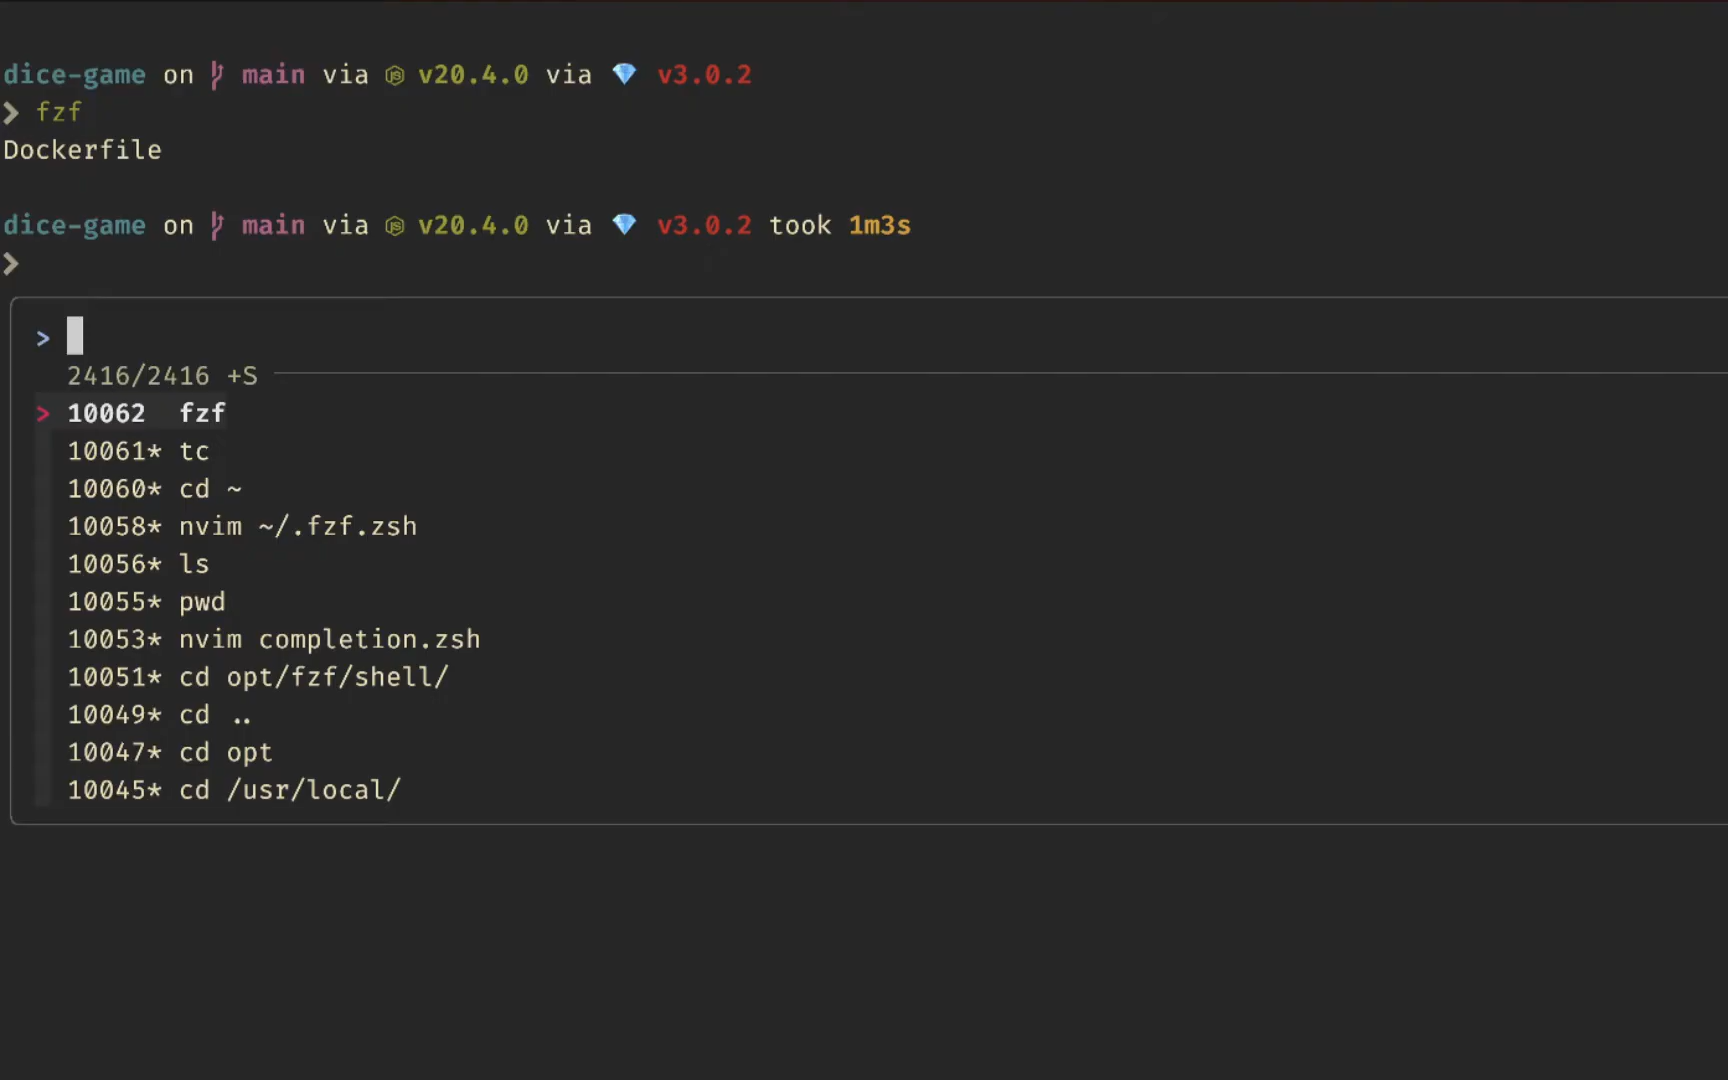 dice-game on main via v20.4.0 via 💎 v3.0.2
❯ fzf
Dockerfile
dice-game on main via v20.4.0 via 💎 v3.0.2 took 1m3s
❯
>
2416/2416 +S
> 10062 fzf
10061* tc
10060* cd ~
10058* nvim ~/.fzf.zsh
10056* ls
10055* pwd
10053* nvim completion.zsh
10051* cd opt/fzf/shell/
10049* cd ..
10047* cd opt
10045* cd /usr/local/